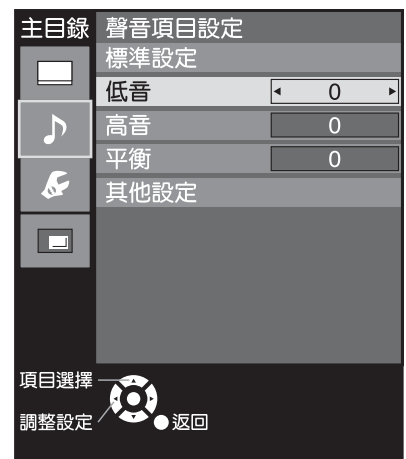 主目錄
聲音項目設定
標準設定
低音 0
高音 0
平衡 0
其他設定
項目選擇
調整設定
返回